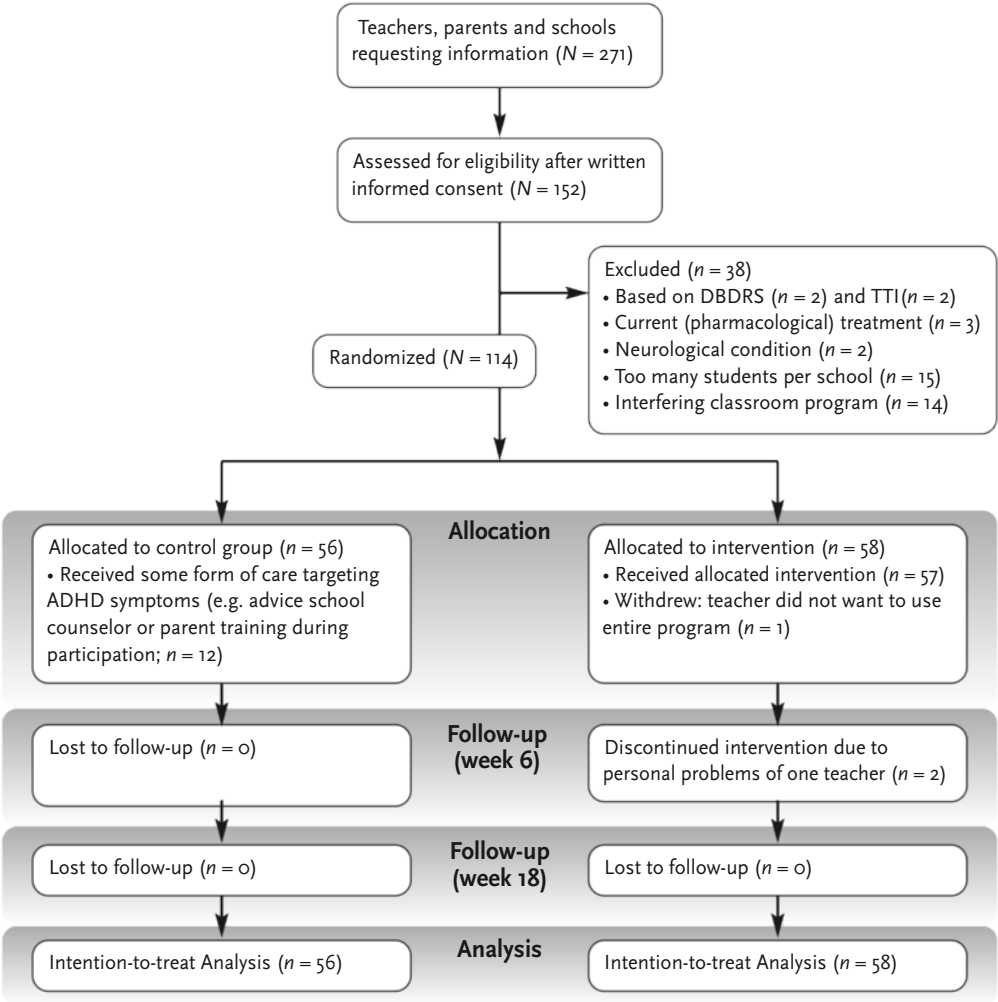 Teachers, parents and schools
requesting information (N = 271)
Assessed for eligibility after written
informed consent (N = 152)
Excluded (n = 38)
• Based on DBDRS (n = 2) and TTI(n = 2)
• Current (pharmacological) treatment (n = 3)
• Neurological condition (n = 2)
• Too many students per school (n = 15)
• Interfering classroom program (n = 14)
Randomized (N = 114)
Allocation
Allocated to control group (n = 56)
• Received some form of care targeting
ADHD symptoms (e.g. advice school
counselor or parent training during
participation; n = 12)
Allocated to intervention (n = 58)
• Received allocated intervention (n = 57)
• Withdrew: teacher did not want to use
entire program (n = 1)
Follow-up
(week 6)
Lost to follow-up (n = 0)
Discontinued intervention due to
personal problems of one teacher (n = 2)
Follow-up
(week 18)
Lost to follow-up (n = 0)
Lost to follow-up (n = 0)
Analysis
Intention-to-treat Analysis (n = 56)
Intention-to-treat Analysis (n = 58)